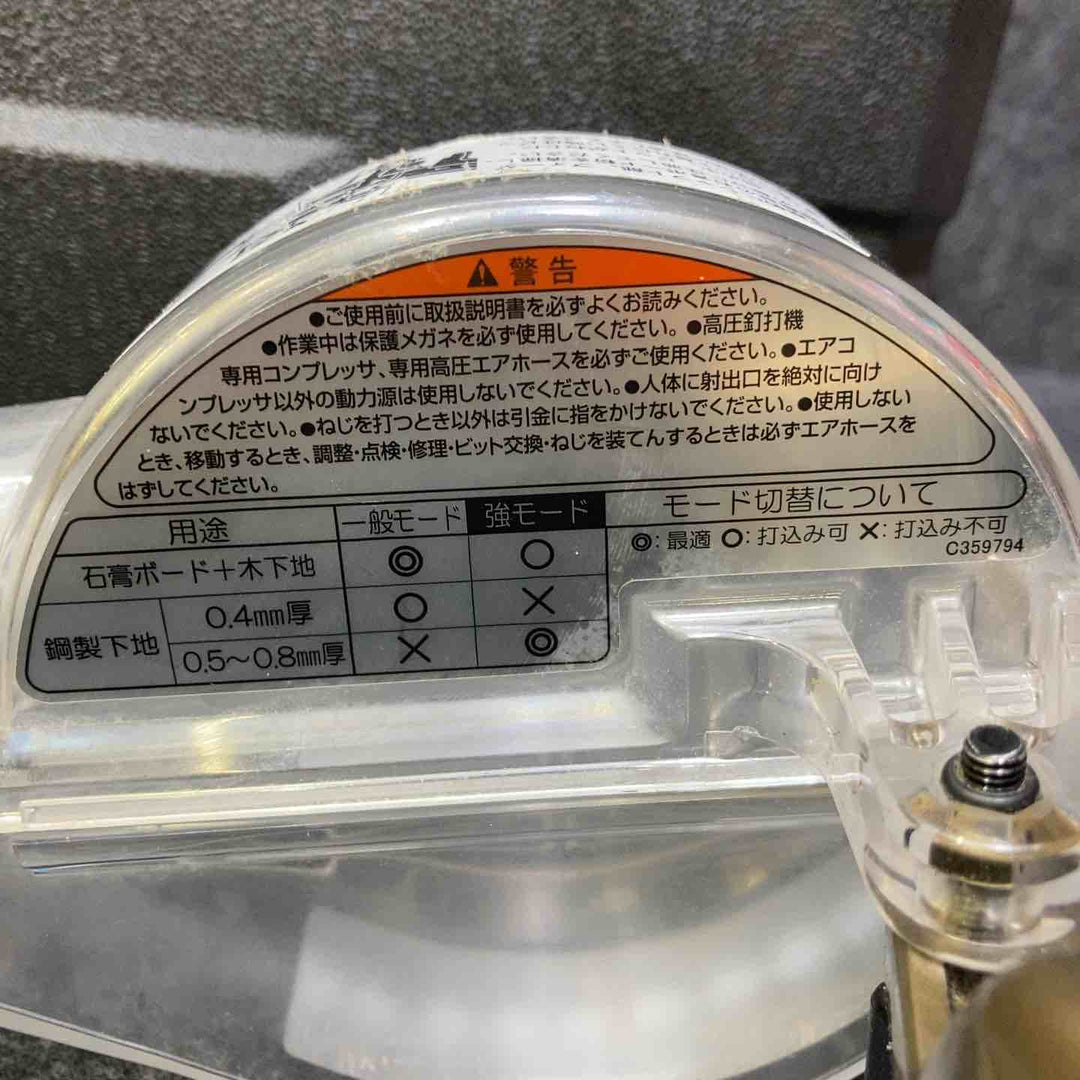 警告
●ご使用前に取扱説明書を必ずよくお読みください。
●作業中は保護メガネを必ず使用してください。●高圧釘打機
専用コンプレッサ、専用高圧エアホースを必ずご使用ください。●エアコ
ンプレッサ以外の動力源は使用しないでください。●人体に射出口を絶対に向け
ないでください。●ねじを打つとき以外は引金に指をかけないでください。●使用しない
とき、移動するとき、調整・点検・修理・ビット交換・ねじを装てんするときは必ずエアホースを
はずしてください。
用途 一般モード 強モード
石膏ボード＋木下地 ◎ ○
鋼製下地 0.4㎜厚 ○ ×
0.5～0.8㎜厚 × ◎
モード切替について
◎：最適 ○：打込み可 ×：打込み不可
C359794